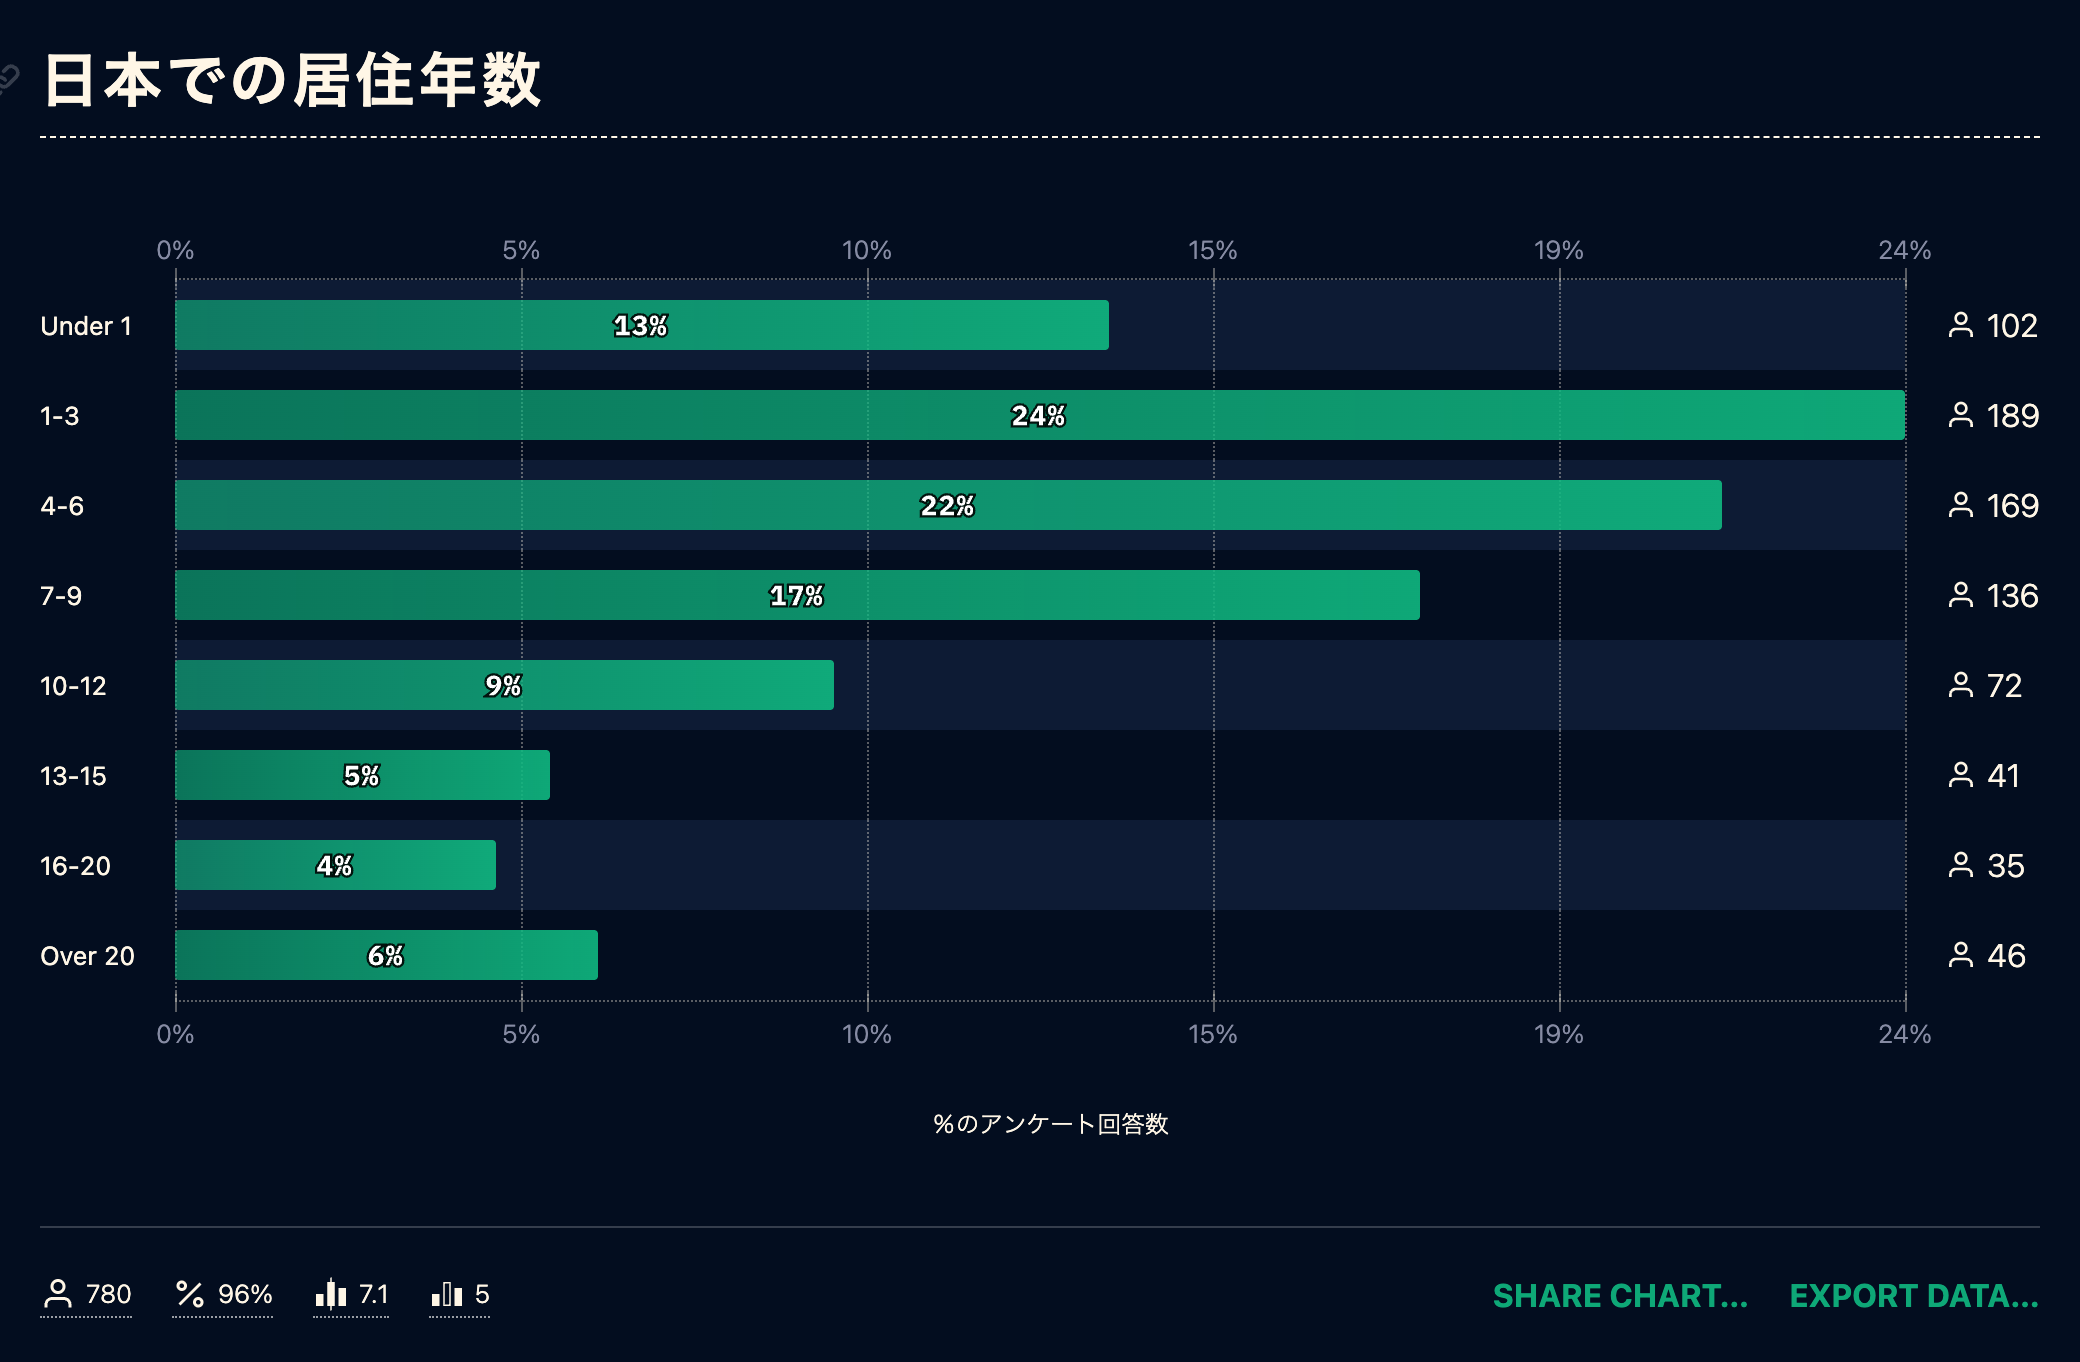 日本での居住年数
0% 5% 10% 15% 19% 24%
Under 1 13% 102
1-3 24% 189
4-6 22% 169
7-9 17% 136
10-12 9% 72
13-15 5% 41
16-20 4% 35
Over 20 6% 46
0% 5% 10% 15% 19% 24%
%のアンケート回答数
780 96% 7.1 5 SHARE CHART... EXPORT DATA...